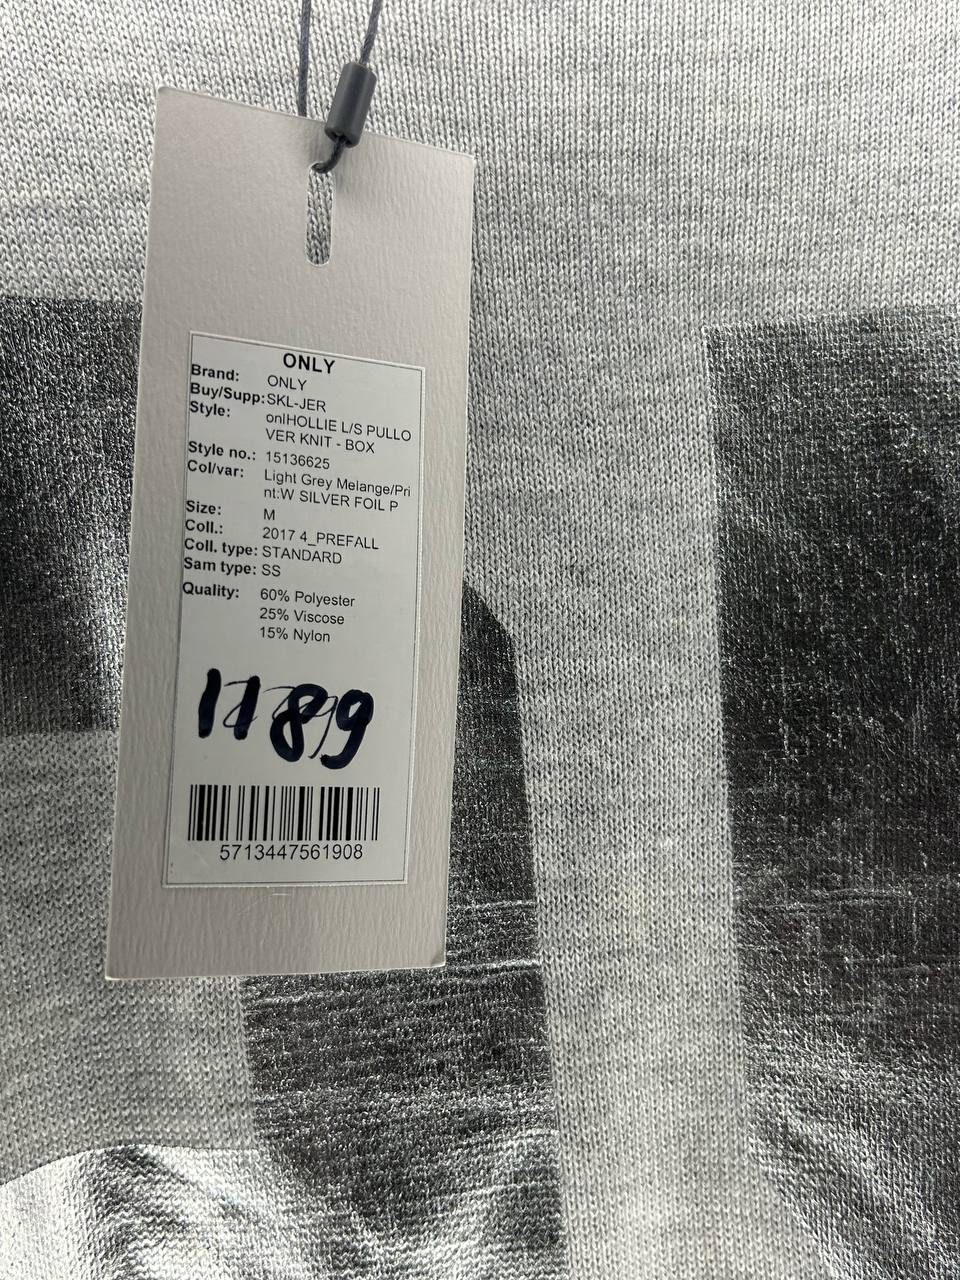 ONLY
Brand: ONLY
Buy/Supp: SKL-JER
Style: onlHOLLIE L/S PULLO
VER KNIT - BOX
Style no.: 15136625
Col/var: Light Grey Melange/Pri
nt:W SILVER FOIL P
Size: M
Coll.: 2017 4_PREFALL
Coll. type: STANDARD
Sam type: SS
Quality: 60% Polyester
25% Viscose
15% Nylon
1189
5713447561908